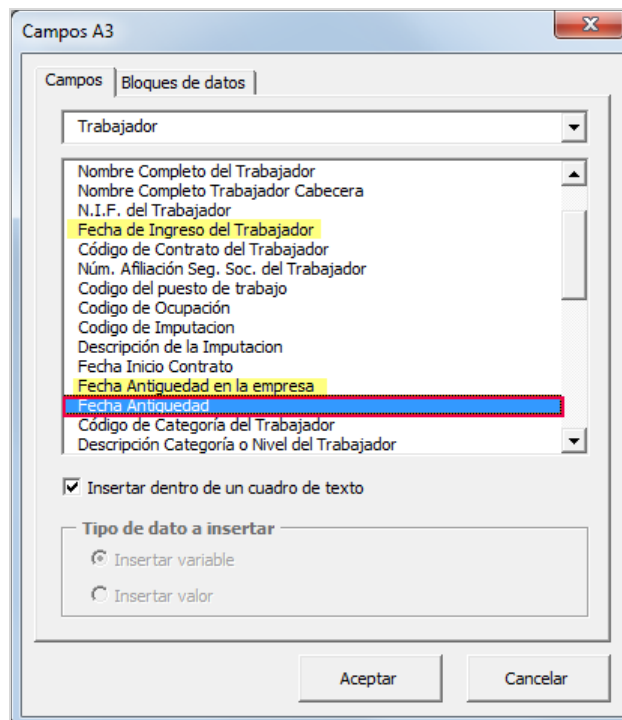 Campos A3
Campos
Bloques de datos
Trabajador
Nombre Completo del Trabajador
Nombre Completo Trabajador Cabecera
N.I.F. del Trabajador
Fecha de Ingreso del Trabajador
Código de Contrato del Trabajador
Núm. Afiliación Seg. Soc. del Trabajador
Codigo del puesto de trabajo
Codigo de Ocupación
Codigo de Imputacion
Descripción de la Imputacion
Fecha Inicio Contrato
Fecha Antiguedad en la empresa
Fecha Antiguedad
Código de Categoría del Trabajador
Descripción Categoría o Nivel del Trabajador
Insertar dentro de un cuadro de texto
Tipo de dato a insertar
Insertar variable
Insertar valor
Aceptar
Cancelar